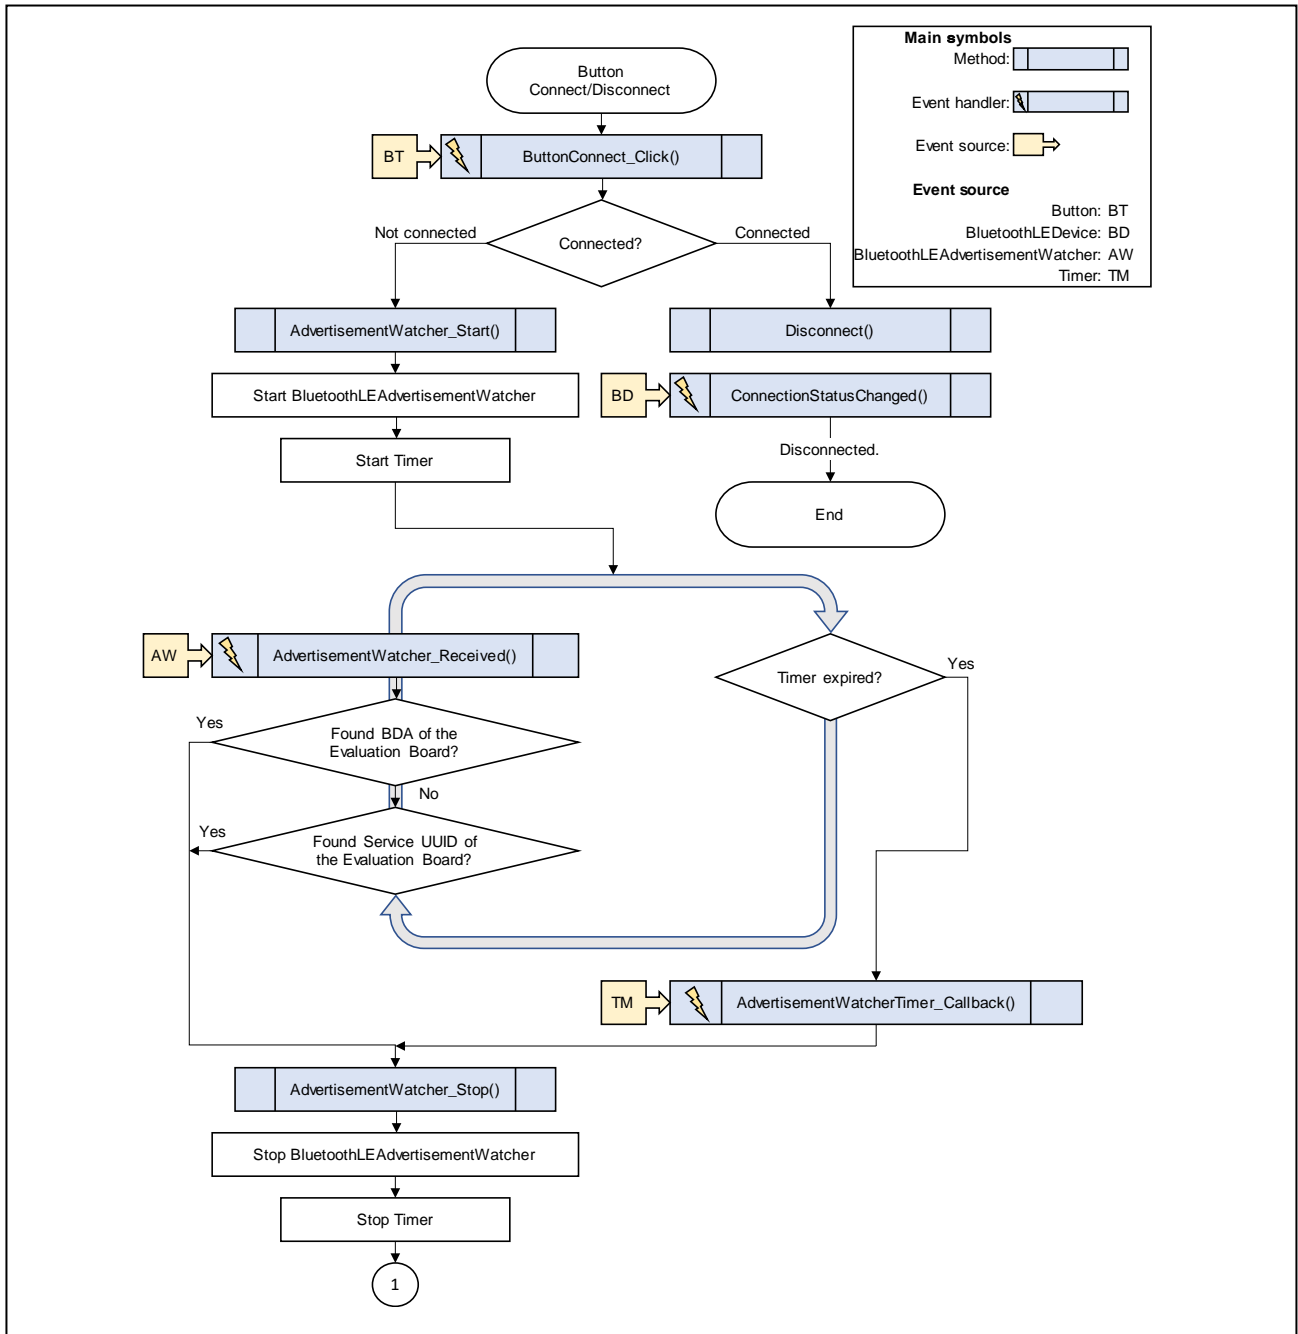 Main symbols
Method:
Event handler:
Event source:
Event source
Button: BT
BluetoothLEDevice: BD
BluetoothLEAdvertisementWatcher: AW
Timer: TM
Button
Connect/Disconnect
BT
ButtonConnect_Click()
Connected?
Not connected
Connected
AdvertisementWatcher_Start()
Disconnect()
Start BluetoothLEAdvertisementWatcher
BD
ConnectionStatusChanged()
Start Timer
Disconnected.
End
AW
AdvertisementWatcher_Received()
Timer expired?
Yes
Yes
Found BDA of the
Evaluation Board?
No
Yes
Found Service UUID of
the Evaluation Board?
TM
AdvertisementWatcherTimer_Callback()
AdvertisementWatcher_Stop()
Stop BluetoothLEAdvertisementWatcher
Stop Timer
1